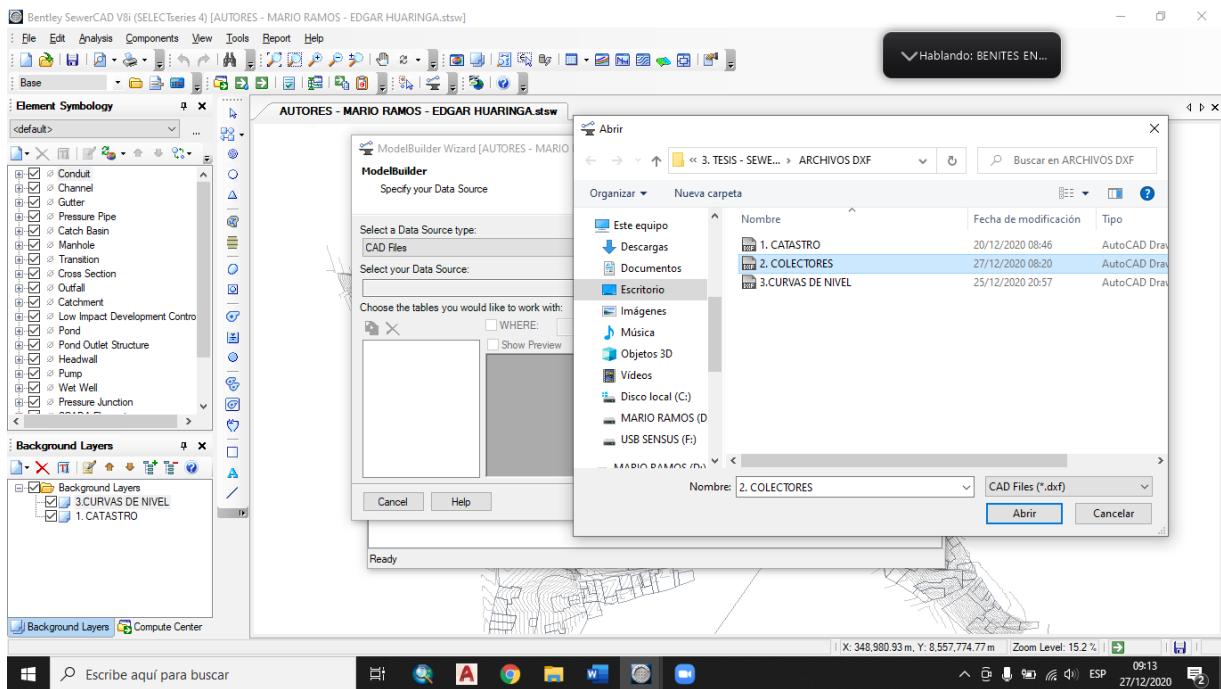 Bentley SewerCAD V8i (SELECTseries 4) [AUTORES - MARIO RAMOS - EDGAR HUARINGA.stsw]
File Edit Analysis Components View Tools Report Help
Hablando: BENITES EN...
Base
Element Symbology
<default>
...
Conduit
Channel
Gutter
Pressure Pipe
Catch Basin
Manhole
Transition
Cross Section
Outfall
Catchment
Low Impact Development Contro
Pond
Pond Outlet Structure
Headwall
Pump
Wet Well
Pressure Junction
Background Layers
Background Layers
3.CURVAS DE NIVEL
1. CATASTRO
Background Layers Compute Center
AUTORES - MARIO RAMOS - EDGAR HUARINGA.stsw
ModelBuilder Wizard [AUTORES - MARIO
ModelBuilder
Specify your Data Source
Select a Data Source type:
CAD Files
Select your Data Source:
Choose the tables you would like to work with:
WHERE:
Show Preview
Cancel Help
Ready
Abrir
« 3. TESIS - SEWE... › ARCHIVOS DXF
Buscar en ARCHIVOS DXF
Organizar Nueva carpeta
Este equipo
Descargas
Documentos
Escritorio
Imágenes
Música
Objetos 3D
Vídeos
Disco local (C:)
MARIO RAMOS (D
USB SENSUS (F:)
MARIO RAMOS (D:)
Nombre Fecha de modificación Tipo
1. CATASTRO 20/12/2020 08:46 AutoCAD Drav
2. COLECTORES 27/12/2020 08:20 AutoCAD Drav
3.CURVAS DE NIVEL 25/12/2020 20:57 AutoCAD Drav
Nombre: 2. COLECTORES CAD Files (*.dxf)
Abrir Cancelar
X: 348,980.93 m, Y: 8,557,774.77 m Zoom Level: 15.2 %
Escribe aquí para buscar
ESP
09:13
27/12/2020